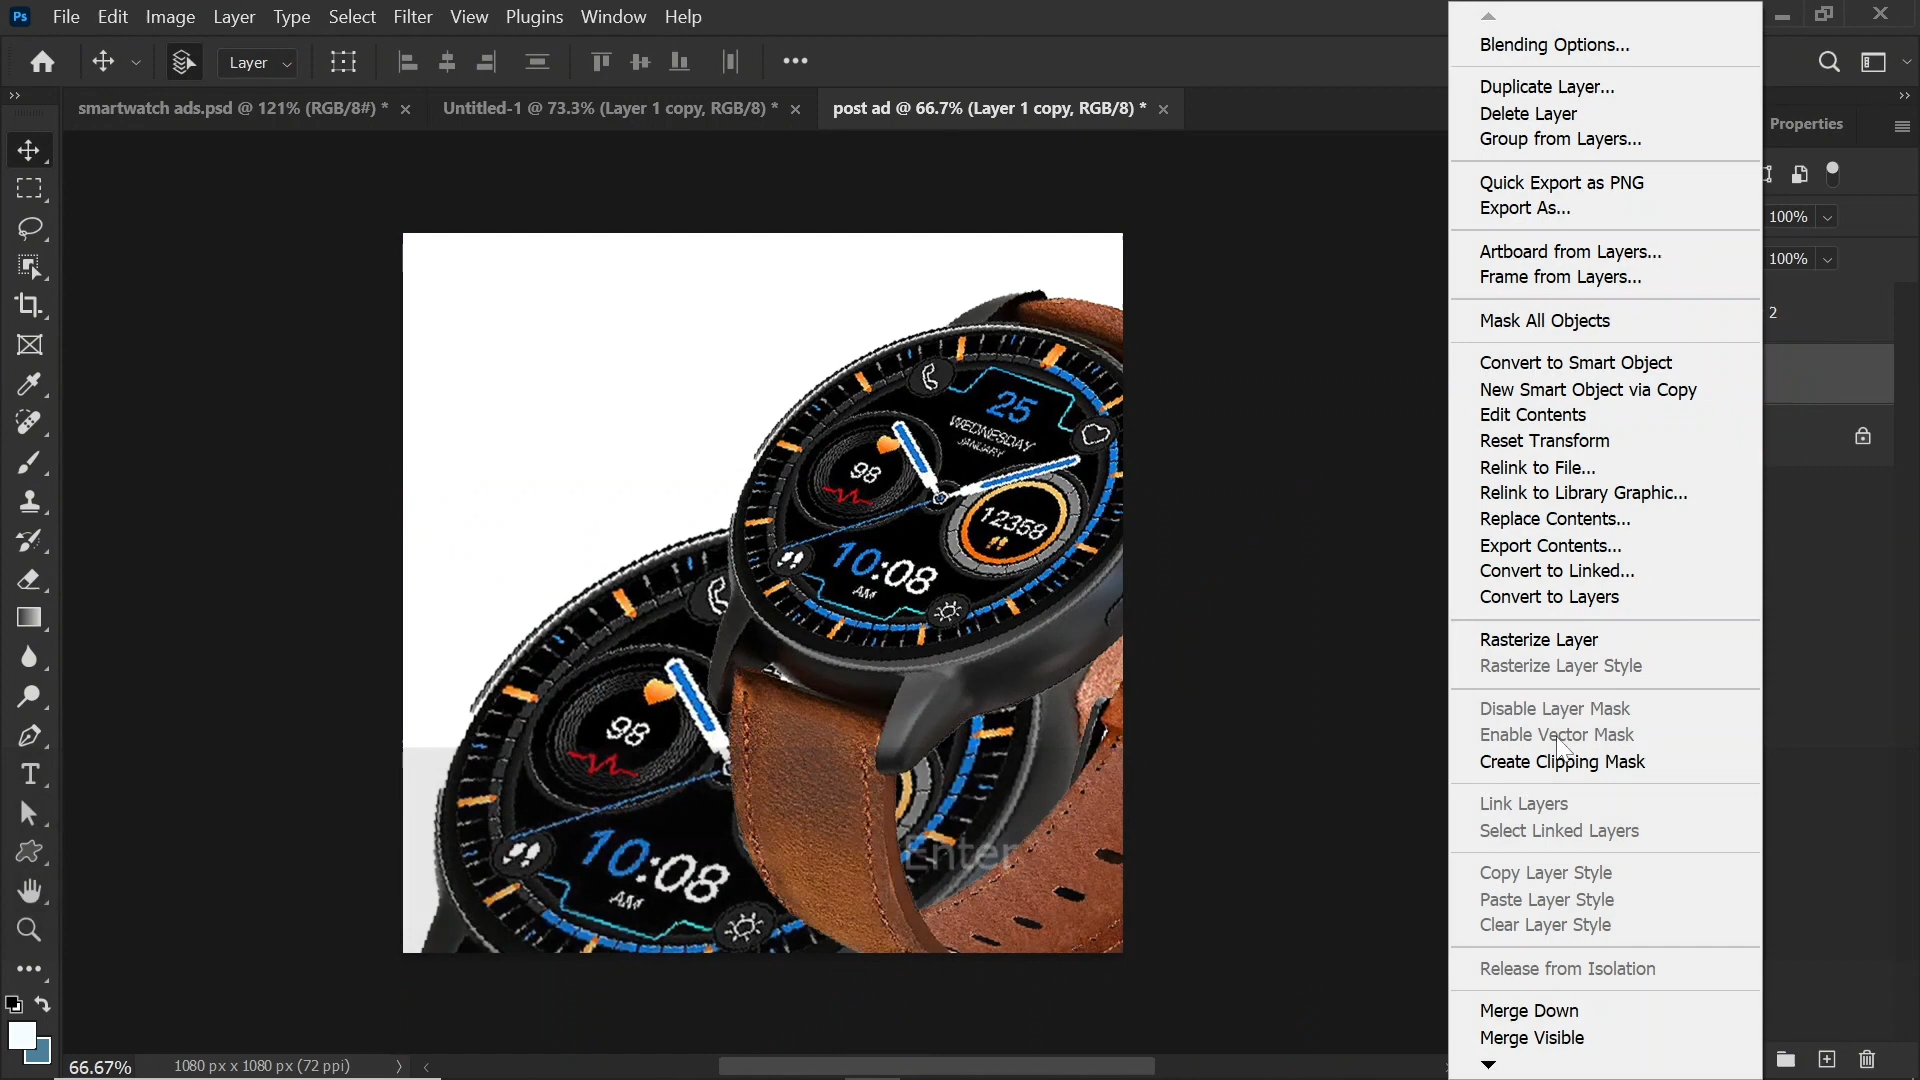 Ps File Edit Image Layer Type Select Filter View Plugins Window Help
Layer
smartwatch ads.psd @ 121% (RGB/8#) *
Untitled-1 @ 73.3% (Layer 1 copy, RGB/8) *
post ad @ 66.7% (Layer 1 copy, RGB/8) *
Properties
100%
100%
2
Blending Options...
Duplicate Layer...
Delete Layer
Group from Layers...
Quick Export as PNG
Export As...
Artboard from Layers...
Frame from Layers...
Mask All Objects
Convert to Smart Object
New Smart Object via Copy
Edit Contents
Reset Transform
Relink to File...
Relink to Library Graphic...
Replace Contents...
Export Contents...
Convert to Linked...
Convert to Layers
Rasterize Layer
Rasterize Layer Style
Disable Layer Mask
Enable Vector Mask
Create Clipping Mask
Link Layers
Select Linked Layers
Copy Layer Style
Paste Layer Style
Clear Layer Style
Release from Isolation
Merge Down
Merge Visible
25
WEDNESDAY
JANUARY
98
12358
10:08
AM
98
10:08
AM
Enter
66.67%
1080 px x 1080 px (72 ppi)